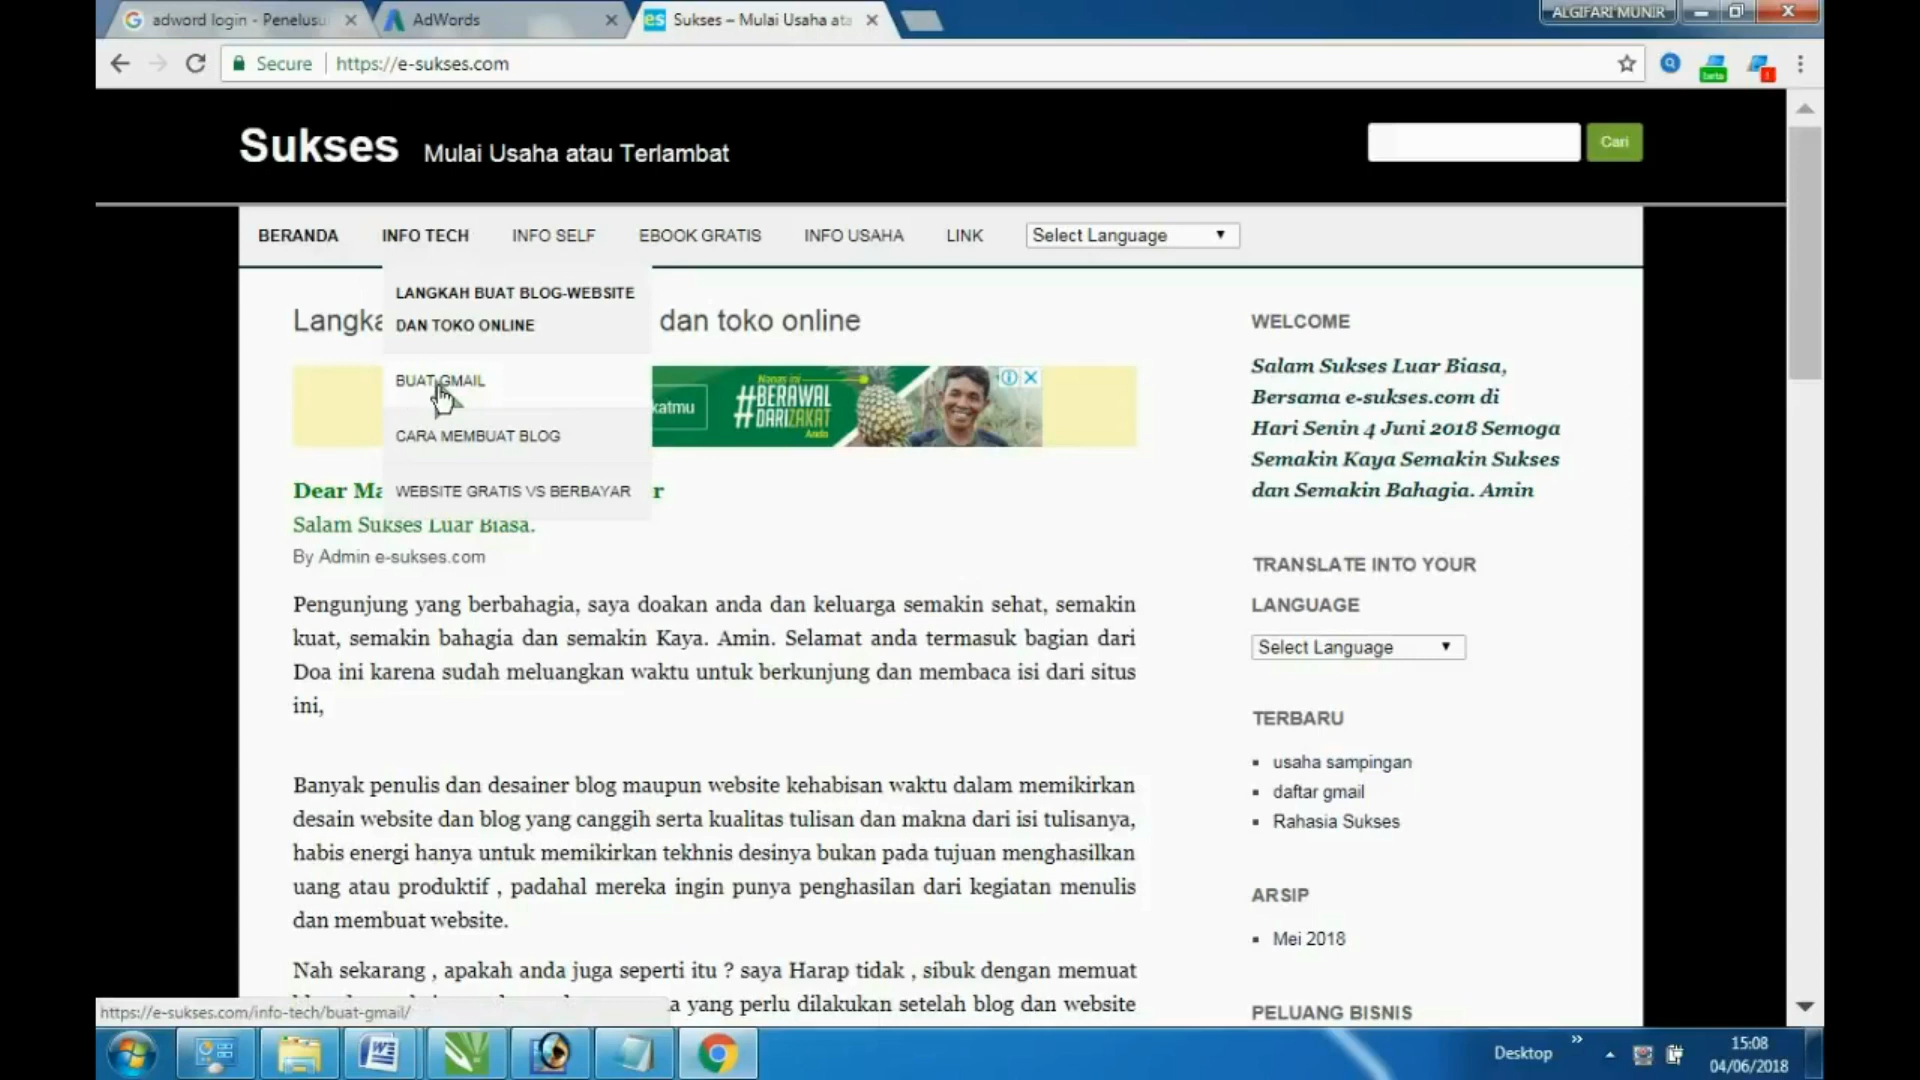 adword login - Penelusu
AdWords
Sukses – Mulai Usaha ata
ALGIFARI MUNIR
Secure
https://e-sukses.com
beta
Sukses
Mulai Usaha atau Terlambat
Cari
BERANDA
INFO TECH
INFO SELF
EBOOK GRATIS
INFO USAHA
LINK
Select Language
LANGKAH BUAT BLOG-WEBSITE
DAN TOKO ONLINE
BUAT GMAIL
CARA MEMBUAT BLOG
WEBSITE GRATIS VS BERBAYAR
Langka
dan toko online
katmu
Nanas ini
#BERAWAL
DARIZAKAT
Anda
Dear Ma
r
Salam Sukses Luar Biasa.
By Admin e-sukses.com
Pengunjung yang berbahagia, saya doakan anda dan keluarga semakin sehat, semakin
kuat, semakin bahagia dan semakin Kaya. Amin. Selamat anda termasuk bagian dari
Doa ini karena sudah meluangkan waktu untuk berkunjung dan membaca isi dari situs
ini,
Banyak penulis dan desainer blog maupun website kehabisan waktu dalam memikirkan
desain website dan blog yang canggih serta kualitas tulisan dan makna dari isi tulisanya,
habis energi hanya untuk memikirkan tekhnis desinya bukan pada tujuan menghasilkan
uang atau produktif , padahal mereka ingin punya penghasilan dari kegiatan menulis
dan membuat website.
Nah sekarang , apakah anda juga seperti itu ? saya Harap tidak , sibuk dengan memuat
a yang perlu dilakukan setelah blog dan website
WELCOME
Salam Sukses Luar Biasa,
Bersama e-sukses.com di
Hari Senin 4 Juni 2018 Semoga
Semakin Kaya Semakin Sukses
dan Semakin Bahagia. Amin
TRANSLATE INTO YOUR
LANGUAGE
Select Language
TERBARU
usaha sampingan
daftar gmail
Rahasia Sukses
ARSIP
Mei 2018
PELUANG BISNIS
https://e-sukses.com/info-tech/buat-gmail/
Desktop
15:08
04/06/2018